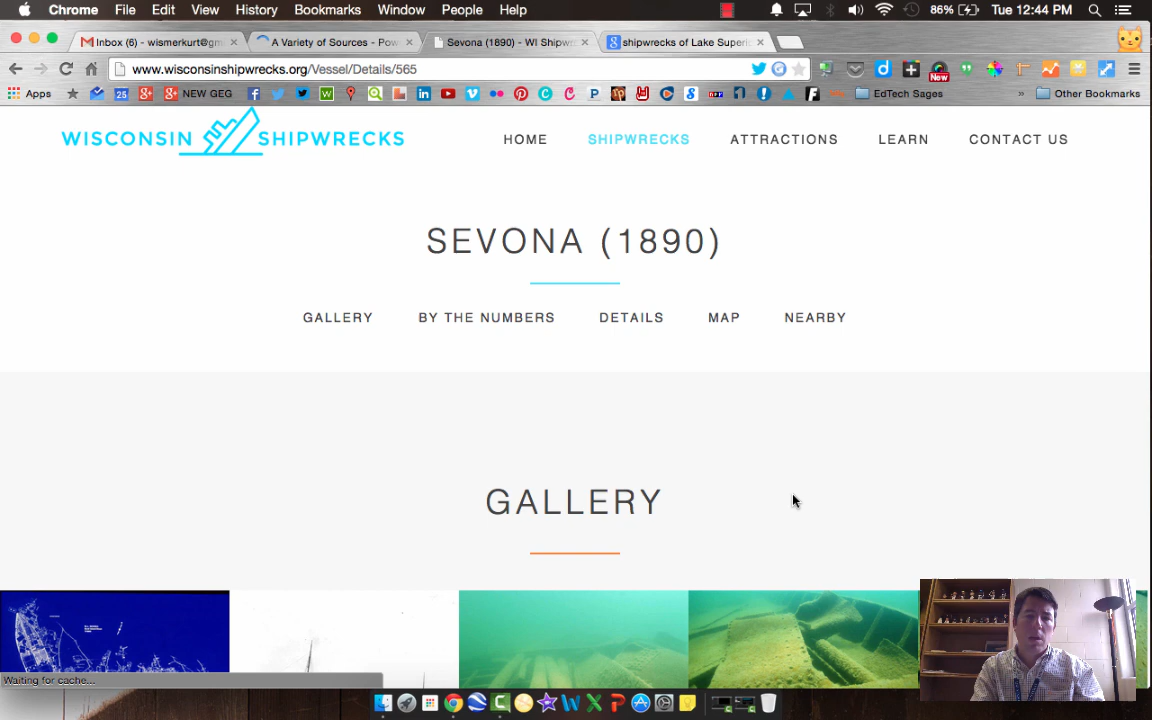 Chrome File Edit View History Bookmarks Window People Help 86% Tue 12:44 PM
Inbox (6) - wismerkurt@gm A Variety of Sources - Pow Sevona (1890) - WI Shipw shipwrecks of Lake Superi
www.wisconsinshipwrecks.org/Vessel/Details/565
Apps 25 NEW GEG EdTech Sages » Other Bookmarks
New
WISCONSIN SHIPWRECKS HOME SHIPWRECKS ATTRACTIONS LEARN CONTACT US
SEVONA (1890)
GALLERY BY THE NUMBERS DETAILS MAP NEARBY
GALLERY
Waiting for cache...